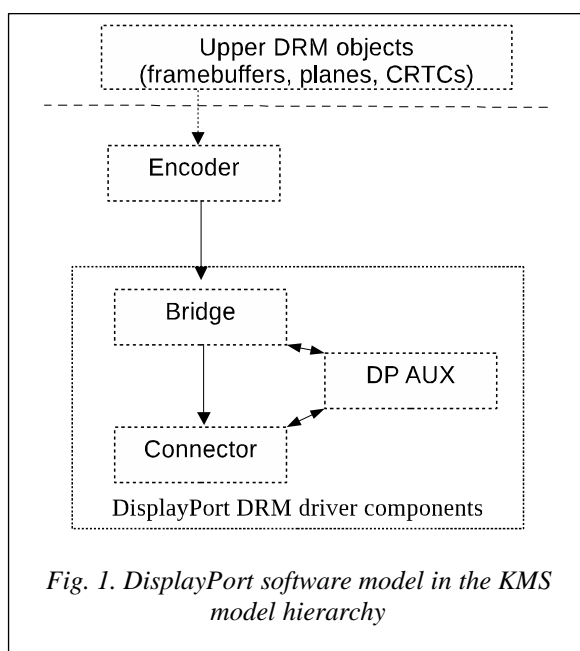 Upper DRM objects
(framebuffers, planes, CRTCs)
Encoder
Bridge
DP AUX
Connector
DisplayPort DRM driver components
Fig. 1. DisplayPort software model in the KMS
model hierarchy